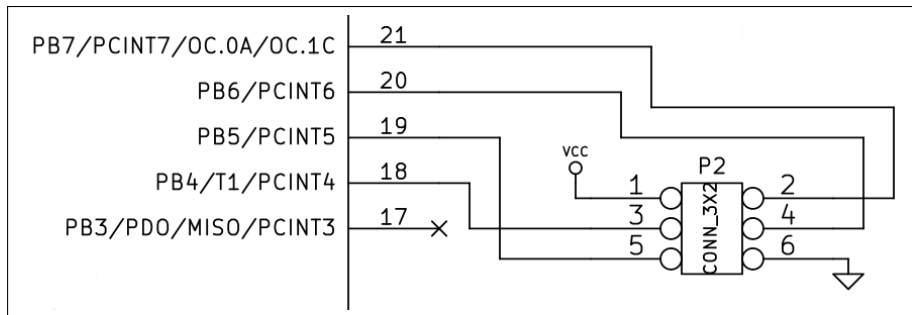 PB7/PCINT7/OC.0A/OC.1C 21
PB6/PCINT6 20
PB5/PCINT5 19
PB4/T1/PCINT4 18
PB3/PDO/MISO/PCINT3 17
VCC
P2
1 2
3 4
5 6
CONN_3X2